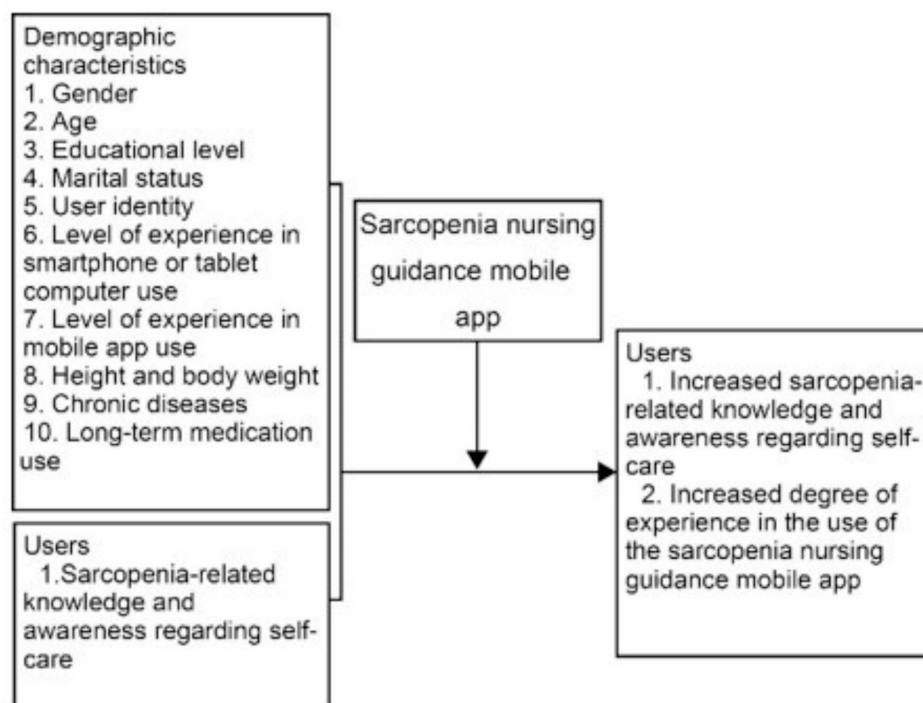 Demographic
characteristics
1. Gender
2. Age
3. Educational level
4. Marital status
5. User identity
6. Level of experience in
smartphone or tablet
computer use
7. Level of experience in
mobile app use
8. Height and body weight
9. Chronic diseases
10. Long-term medication
use
Users
1.Sarcopenia-related
knowledge and
awareness regarding self-
care
Sarcopenia nursing
guidance mobile
app
Users
1. Increased sarcopenia-
related knowledge and
awareness regarding self-
care
2. Increased degree of
experience in the use of
the sarcopenia nursing
guidance mobile app